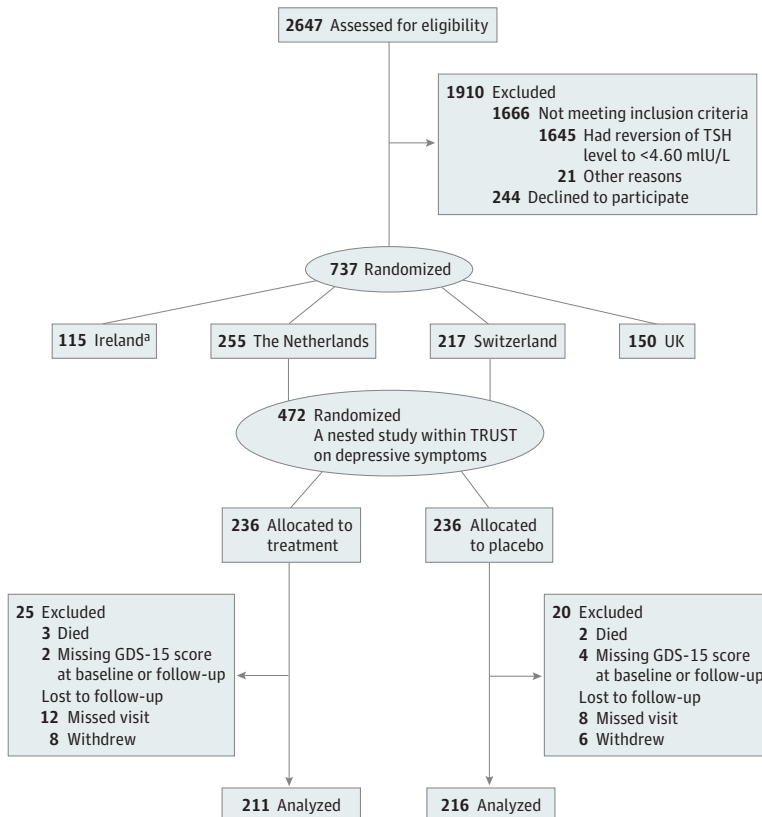 2647 Assessed for eligibility
1910 Excluded
1666 Not meeting inclusion criteria
1645 Had reversion of TSH
level to <4.60 mIU/L
21 Other reasons
244 Declined to participate
737 Randomized
115 Irelandᵃ
255 The Netherlands
217 Switzerland
150 UK
472 Randomized
A nested study within TRUST
on depressive symptoms
236 Allocated to
treatment
236 Allocated
to placebo
25 Excluded
3 Died
2 Missing GDS-15 score
at baseline or follow-up
Lost to follow-up
12 Missed visit
8 Withdrew
20 Excluded
2 Died
4 Missing GDS-15 score
at baseline or follow-up
Lost to follow-up
8 Missed visit
6 Withdrew
211 Analyzed
216 Analyzed